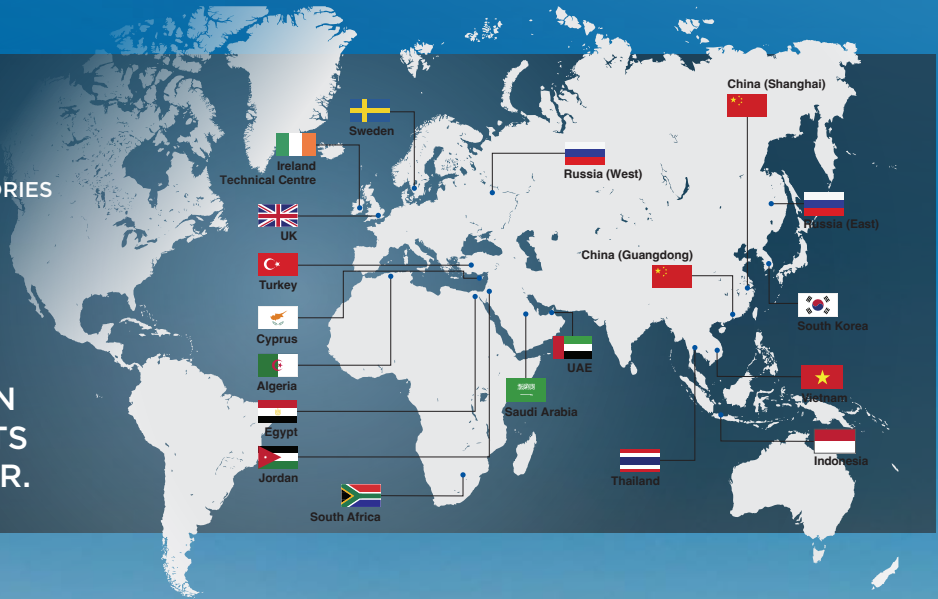 China (Shanghai)
Sweden
Ireland
Technical Centre
Russia (West)
RIES
Russia (East)
UK
China (Guangdong)
Turkey
South Korea
Cyprus
UAE
Algeria
Vietnam
N
Saudi Arabia
TS
Egypt
Indonesia
R.
Jordan
Thailand
South Africa